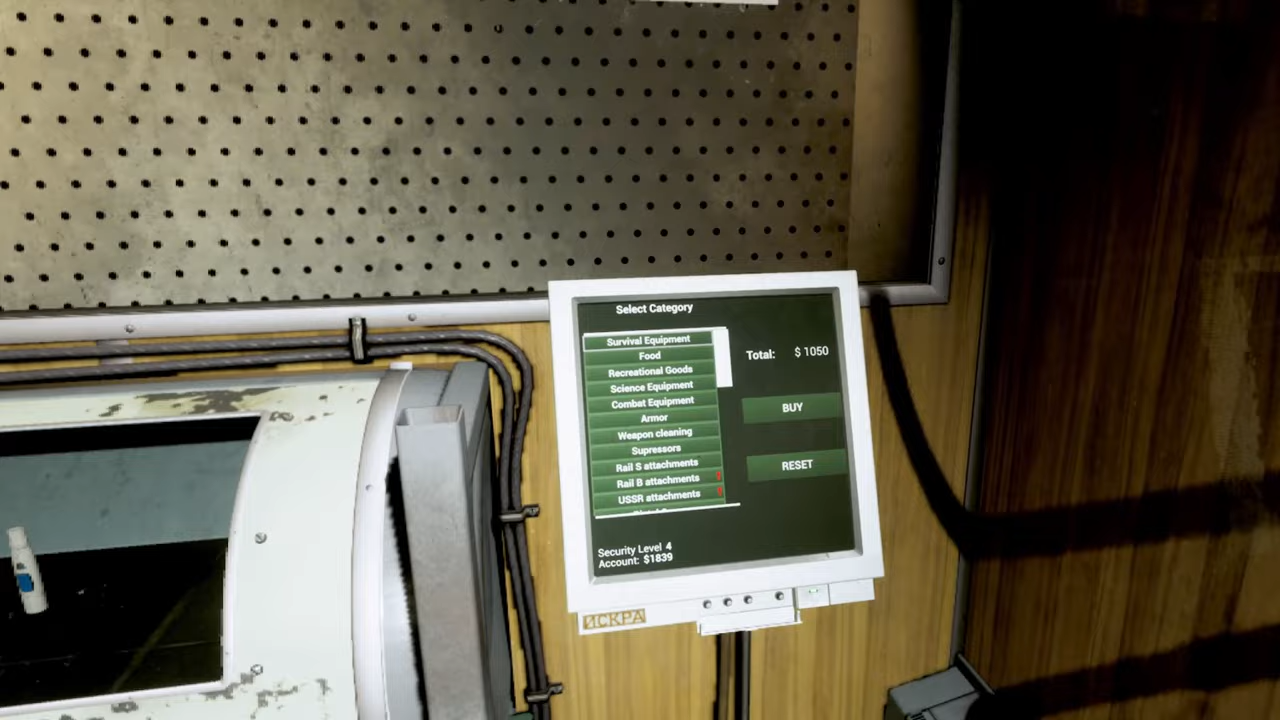 Select Category
Survival Equipment
Food
Recreational Goods
Science Equipment
Combat Equipment
Armor
Weapon cleaning
Supressors
Rail S attachments
Rail B attachments
USSR attachments
Total: $ 1050
BUY
RESET
Security Level 4
Account: $1839
ИСКРА